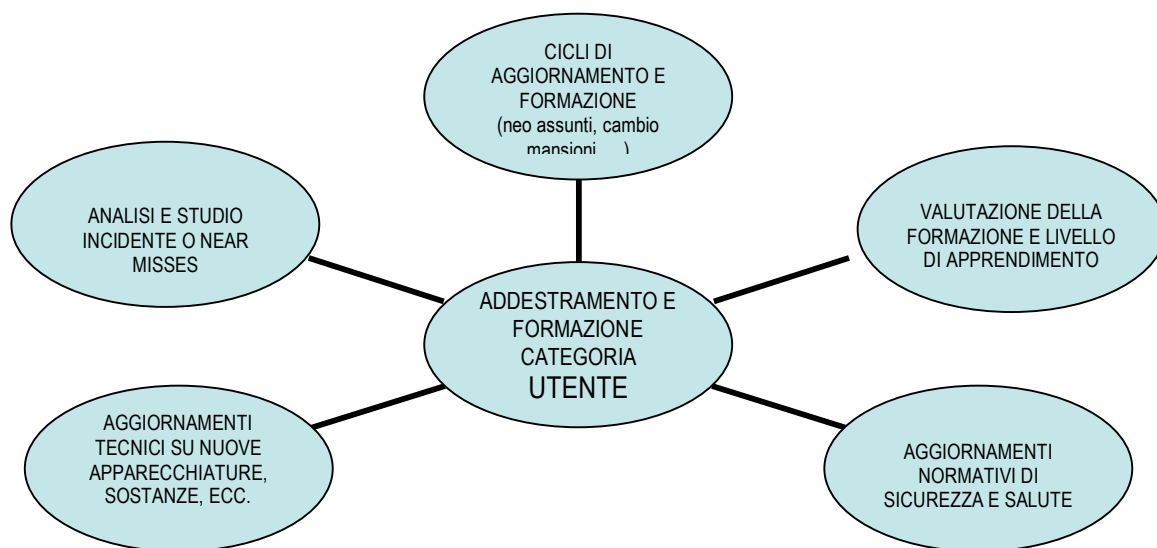 CICLI DI
AGGIORNAMENTO E
FORMAZIONE
(neo assunti, cambio
mansioni ...)
ANALISI E STUDIO
INCIDENTE O NEAR
MISSES
VALUTAZIONE DELLA
FORMAZIONE E LIVELLO
DI APPRENDIMENTO
ADDESTRAMENTO E
FORMAZIONE
CATEGORIA
UTENTE
AGGIORNAMENTI
TECNICI SU NUOVE
APPARECCHIATURE,
SOSTANZE, ECC.
AGGIORNAMENTI
NORMATIVI DI
SICUREZZA E SALUTE